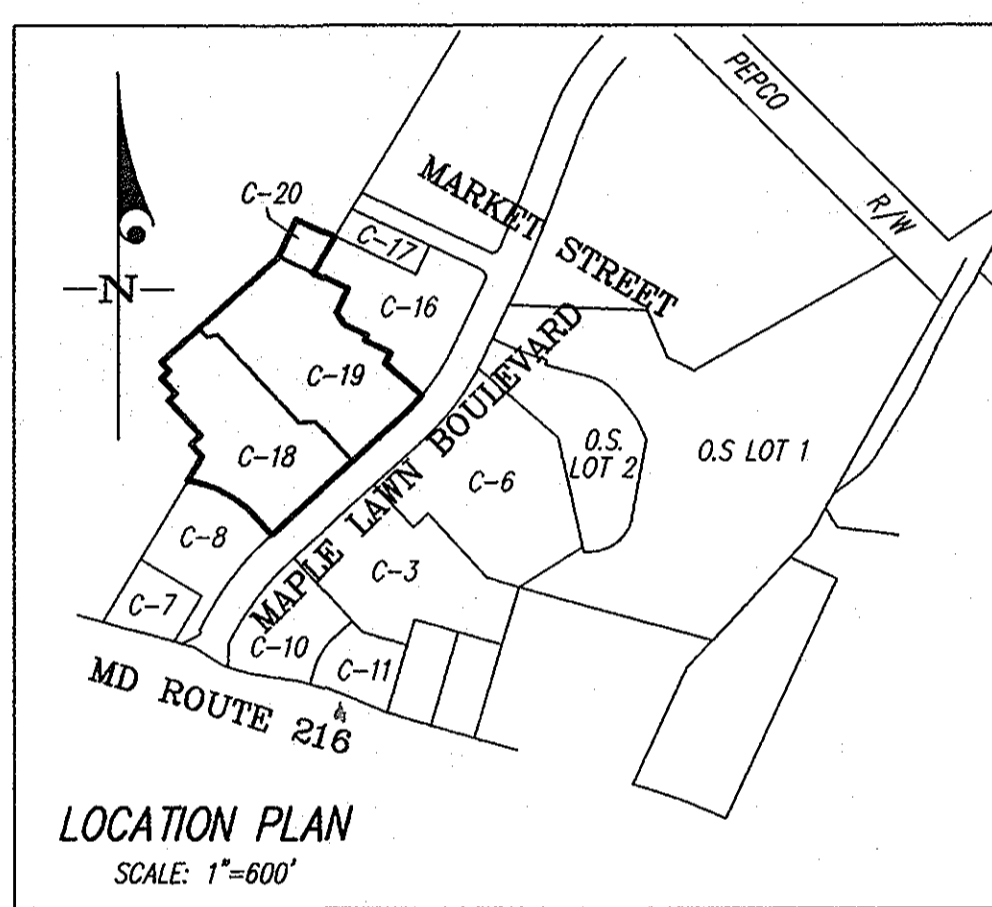 PEPCO
R/W
MARKET
STREET
C-20
C-17
C-16
N
C-19
MAPLE LAWN BOULEVARD
O.S.
LOT 2
O.S LOT 1
C-18
C-6
C-8
C-3
C-7
C-10
C-11
MD ROUTE 216
LOCATION PLAN
SCALE: 1"=600'